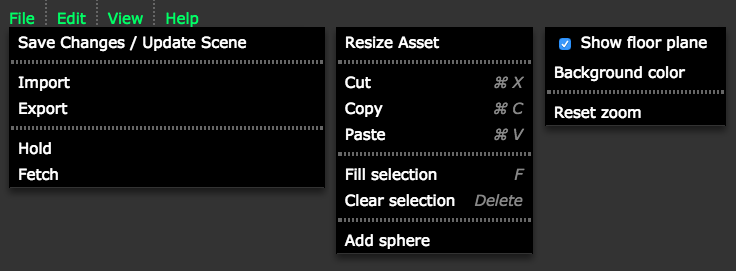 File Edit View Help
Save Changes / Update Scene
Import
Export
Hold
Fetch
Resize Asset
Cut ⌘ X
Copy ⌘ C
Paste ⌘ V
Fill selection F
Clear selection Delete
Add sphere
Show floor plane
Background color
Reset zoom